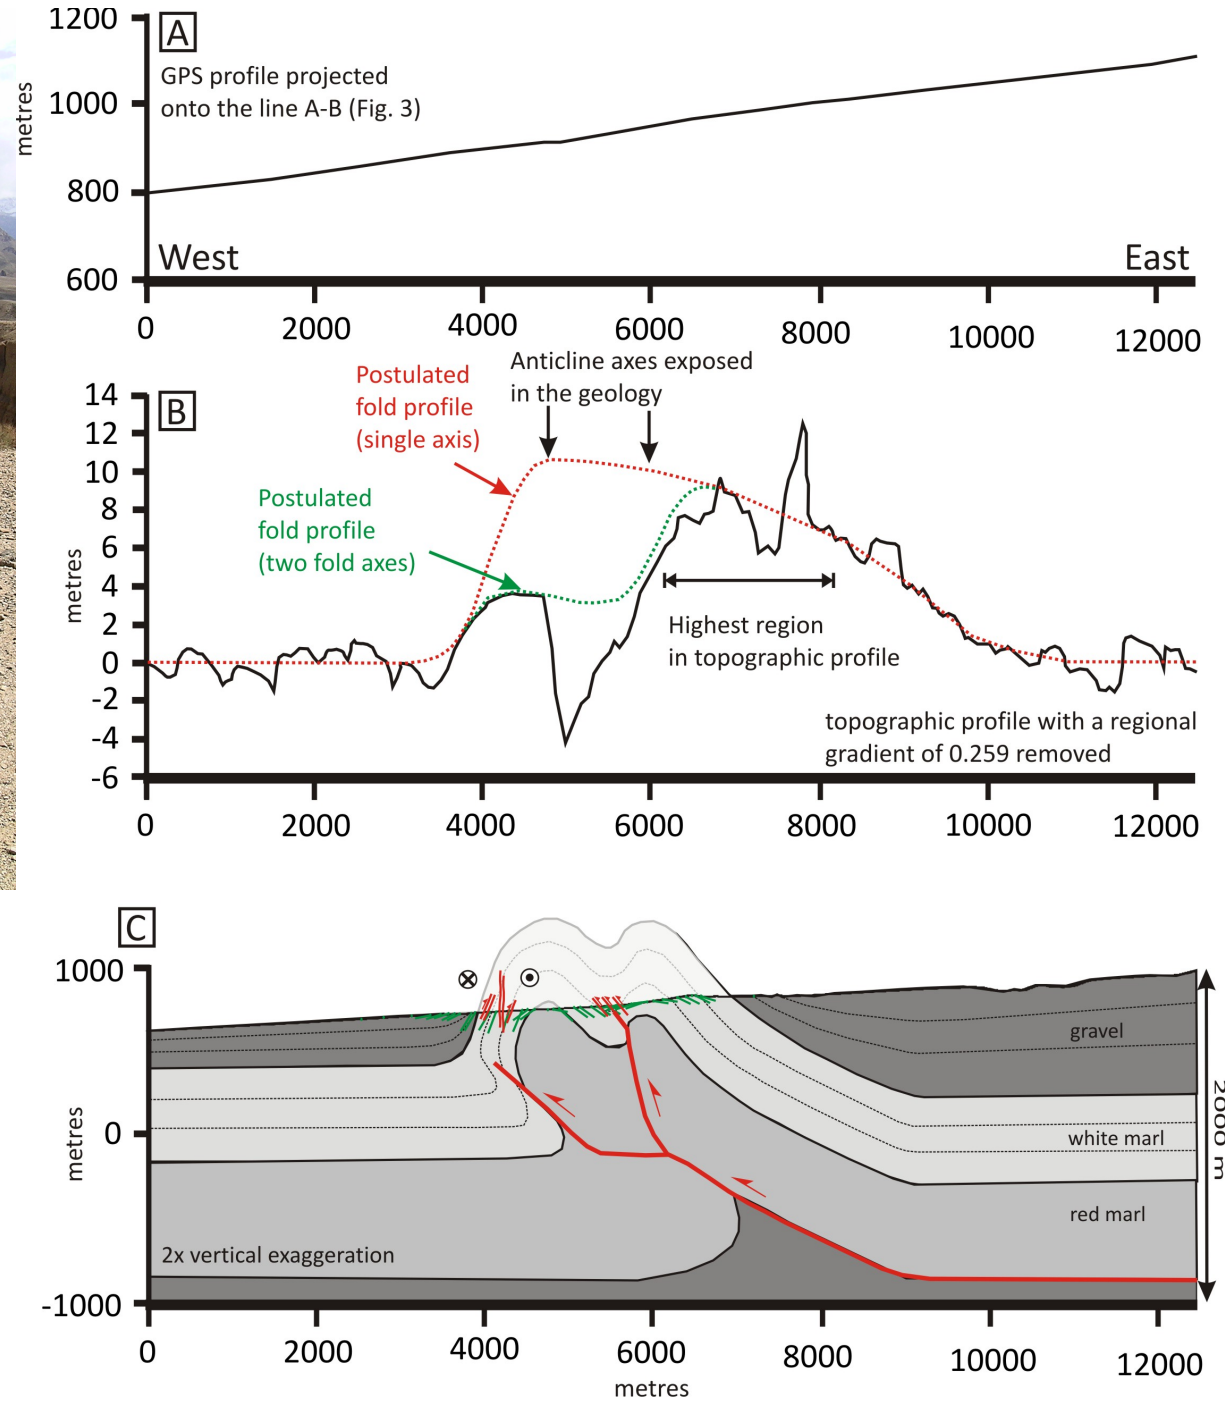 1200
A
GPS profile projected
onto the line A-B (Fig. 3)
metres
1000
800
West
East
600
0
2000
4000
6000
8000
10000
12000
Postulated
fold profile
(single axis)
Anticline axes exposed
in the geology
14
B
12
10
8
6
4
2
0
-2
-4
-6
metres
Postulated
fold profile
(two fold axes)
Highest region
in topographic profile
topographic profile with a regional
gradient of 0.259 removed
0
2000
4000
6000
8000
10000
12000
C
1000
0
-1000
metres
gravel
white marl
red marl
2000 m
2x vertical exaggeration
0
2000
4000
6000
8000
10000
12000
metres